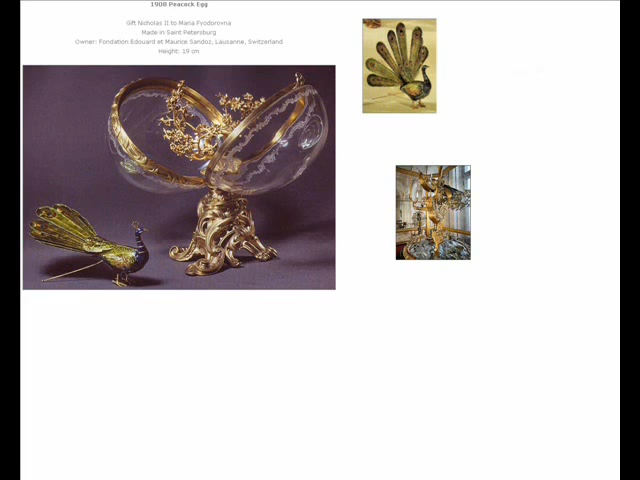 1908 Peacock Egg
Gift Nicholas II to Maria Fyodorovna
Made in Saint Petersburg
Owner: Fondation Edouard et Maurice Sandoz, Lausanne, Switzerland
Height: 19 cm